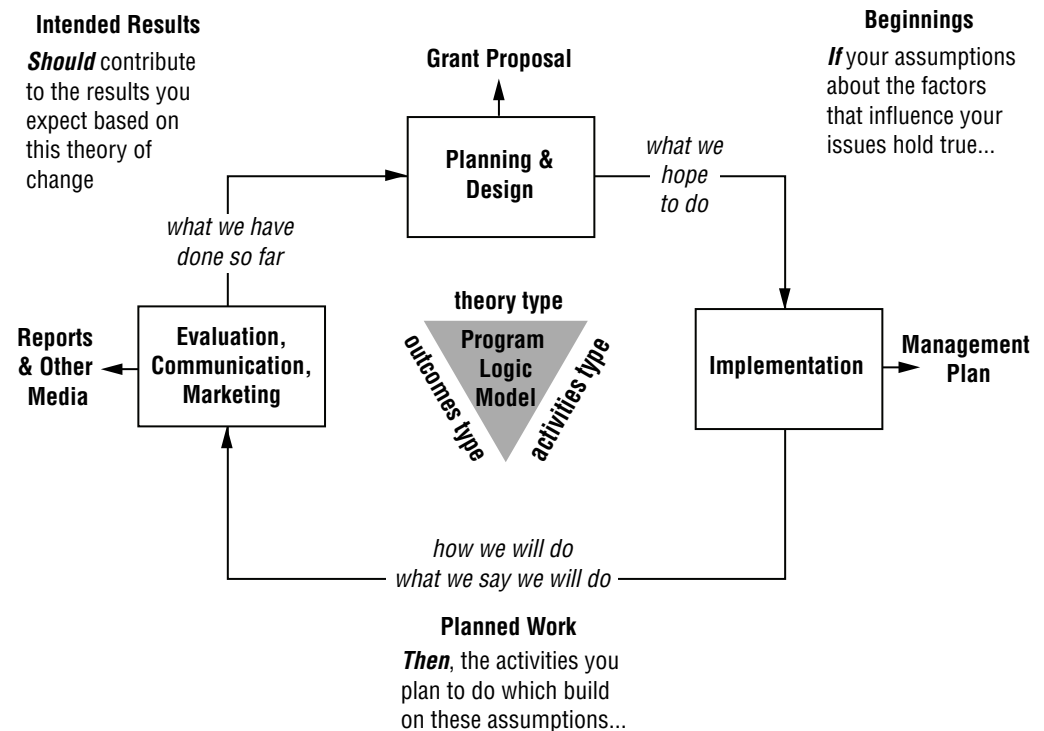 Intended Results
Should contribute
to the results you
expect based on
this theory of
change
Beginnings
If your assumptions
about the factors
that influence your
issues hold true...
Grant Proposal
Planning &
Design
what we
hope
to do
what we have
done so far
Reports
& Other
Media
Evaluation,
Communication,
Marketing
theory type
outcomes type
Program
Logic
Model
activities type
Implementation
Management
Plan
how we will do
what we say we will do
Planned Work
Then, the activities you
plan to do which build
on these assumptions...